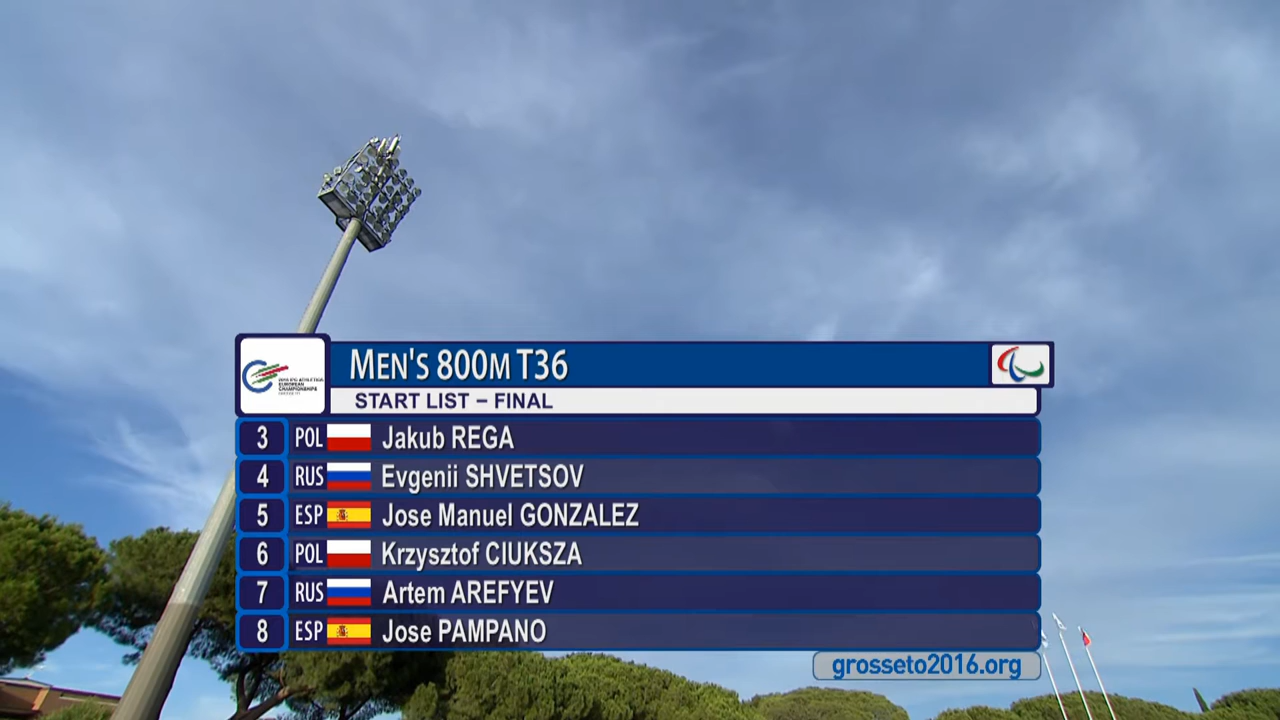 MEN'S 800M T36
START LIST – FINAL
3 POL Jakub REGA
4 RUS Evgenii SHVETSOV
5 ESP Jose Manuel GONZALEZ
6 POL Krzysztof CIUKSZA
7 RUS Artem AREFYEV
8 ESP Jose PAMPANO
grosseto2016.org